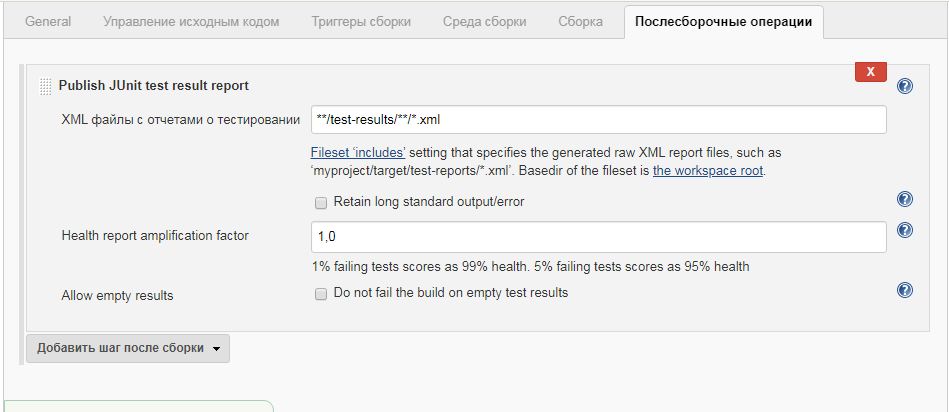 General Управление исходным кодом Триггеры сборки Среда сборки Сборка Послесборочные операции
X
Publish JUnit test result report
XML файлы с отчетами о тестировании **/test-results/**/*.xml
Fileset ‘includes’ setting that specifies the generated raw XML report files, such as
‘myproject/target/test-reports/*.xml’. Basedir of the fileset is the workspace root.
Retain long standard output/error
Health report amplification factor 1,0
1% failing tests scores as 99% health. 5% failing tests scores as 95% health
Allow empty results Do not fail the build on empty test results
Добавить шаг после сборки